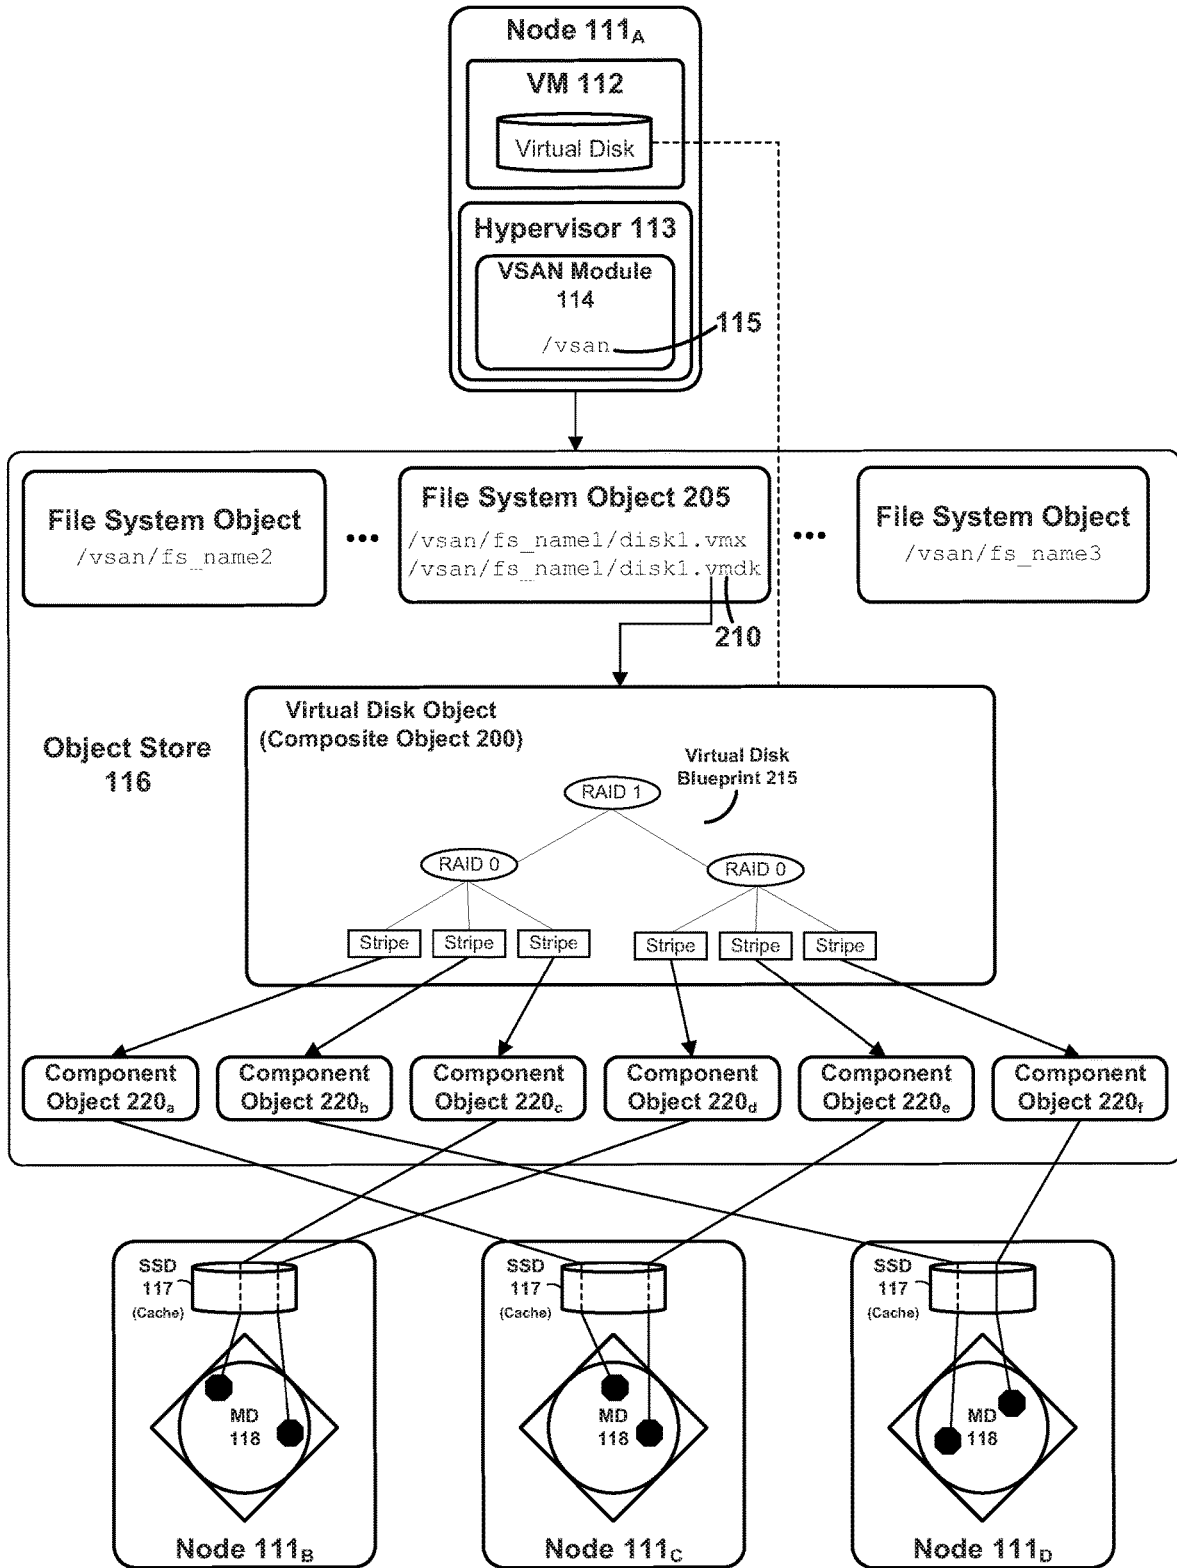 Node 111A
VM 112
Virtual Disk
Hypervisor 113
VSAN Module
114
/vsan
115
File System Object
/vsan/fs_name2
•••
File System Object 205
/vsan/fs_name1/disk1.vmx
/vsan/fs_name1/disk1.vmdk
210
•••
File System Object
/vsan/fs_name3
Object Store
116
Virtual Disk Object
(Composite Object 200)
Virtual Disk
Blueprint 215
RAID 1
RAID 0
RAID 0
Stripe
Stripe
Stripe
Stripe
Stripe
Stripe
Component
Object 220a
Component
Object 220b
Component
Object 220c
Component
Object 220d
Component
Object 220e
Component
Object 220f
SSD
117
(Cache)
MD
118
Node 111B
SSD
117
(Cache)
MD
118
Node 111C
SSD
117
(Cache)
MD
118
Node 111D